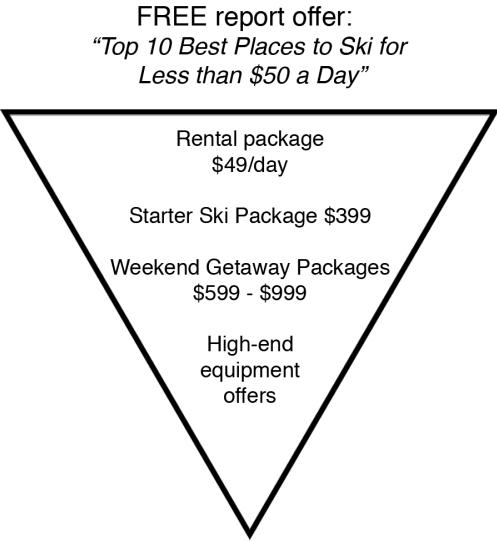 FREE report offer:
“Top 10 Best Places to Ski for
Less than $50 a Day”
Rental package
$49/day
Starter Ski Package $399
Weekend Getaway Packages
$599 - $999
High-end
equipment
offers